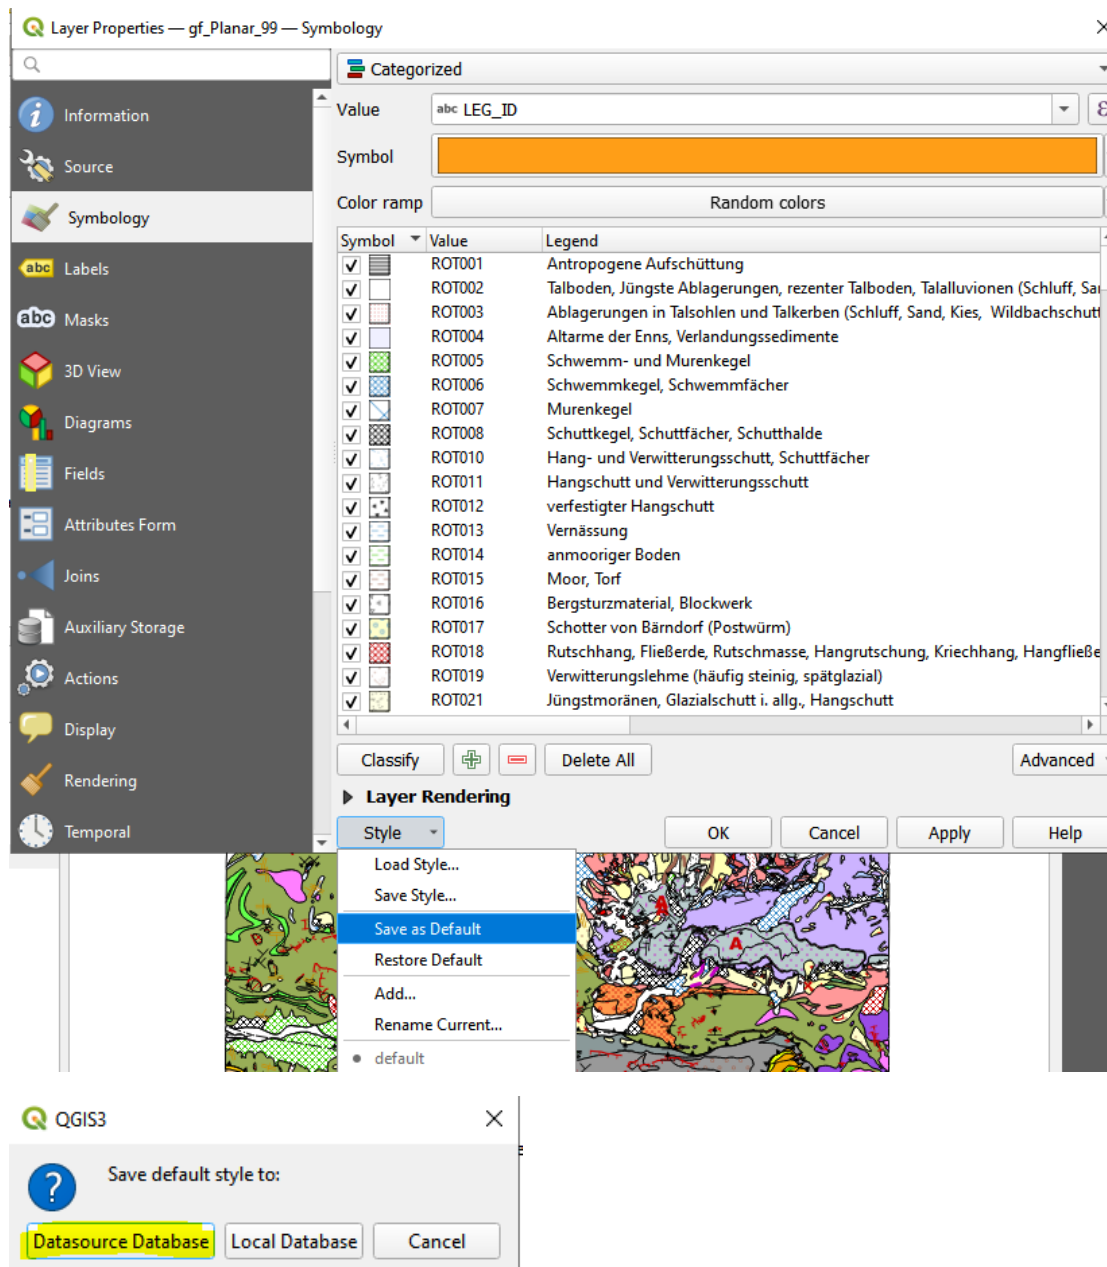 Layer Properties — gf_Planar_99 — Symbology
Categorized
Information
Value
abc LEG_ID
ε
Source
Symbol
Symbology
Color ramp
Random colors
Symbol Value Legend
abc Labels
ROT001 Antropogene Aufschüttung
ROT002 Talboden, Jüngste Ablagerungen, rezenter Talboden, Talalluvionen (Schluff, Sa
abc Masks
ROT003 Ablagerungen in Talsohlen und Talkerben (Schluff, Sand, Kies, Wildbachschutt
ROT004 Altarme der Enns, Verlandungssedimente
3D View
ROT005 Schwemm- und Murenkegel
ROT006 Schwemmkegel, Schwemmfächer
Diagrams
ROT007 Murenkegel
ROT008 Schuttkegel, Schuttfächer, Schutthalde
Fields
ROT010 Hang- und Verwitterungsschutt, Schuttfächer
ROT011 Hangschutt und Verwitterungsschutt
Attributes Form
ROT012 verfestigter Hangschutt
ROT013 Vernässung
Joins
ROT014 anmooriger Boden
ROT015 Moor, Torf
Auxiliary Storage
ROT016 Bergsturzmaterial, Blockwerk
ROT017 Schotter von Bärndorf (Postwürm)
Actions
ROT018 Rutschhang, Fließerde, Rutschmasse, Hangrutschung, Kriechhang, Hangfließe
ROT019 Verwitterungslehme (häufig steinig, spätglazial)
ROT021 Jüngstmoränen, Glazialschutt i. allg., Hangschutt
Display
Classify Delete All Advanced
Rendering
Layer Rendering
Temporal
Style OK Cancel Apply Help
Load Style...
Save Style...
Save as Default
Restore Default
Add...
Rename Current...
default
A
A
QGIS3
Save default style to:
Datasource Database Local Database Cancel